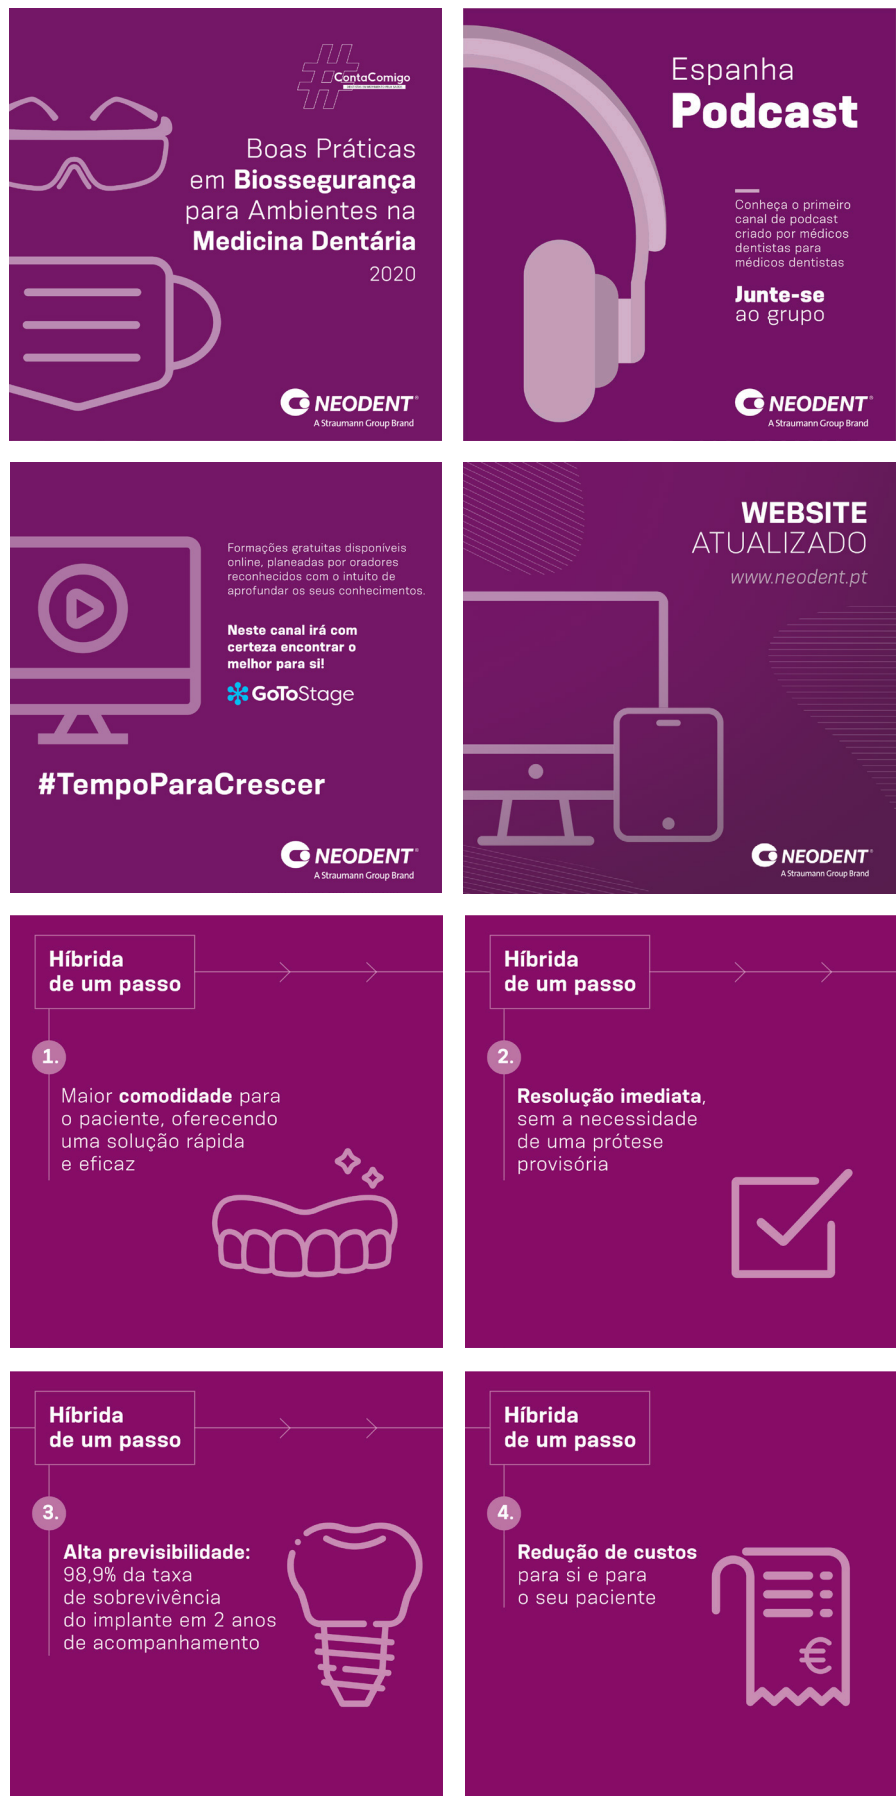 #ContaComigo
Boas Práticas
em Biossegurança
para Ambientes na
Medicina Dentária
2020
NEODENT®
A Straumann Group Brand
Espanha
Podcast
Conheça o primeiro
canal de podcast
criado por médicos
dentistas para
médicos dentistas
Junte-se
ao grupo
NEODENT®
A Straumann Group Brand
Formações gratuitas disponíveis
online, planeadas por oradores
reconhecidos com o intuito de
aprofundar os seus conhecimentos.
Neste canal irá com
certeza encontrar o
melhor para si!
GoToStage
#TempoParaCrescer
NEODENT®
A Straumann Group Brand
WEBSITE
ATUALIZADO
www.neodent.pt
NEODENT®
A Straumann Group Brand
Híbrida
de um passo
1.
Maior comodidade para
o paciente, oferecendo
uma solução rápida
e eficaz
Híbrida
de um passo
2.
Resolução imediata,
sem a necessidade
de uma prótese
provisória
Híbrida
de um passo
3.
Alta previsibilidade:
98,9% da taxa
de sobrevivência
do implante em 2 anos
de acompanhamento
Híbrida
de um passo
4.
Redução de custos
para si e para
o seu paciente
€